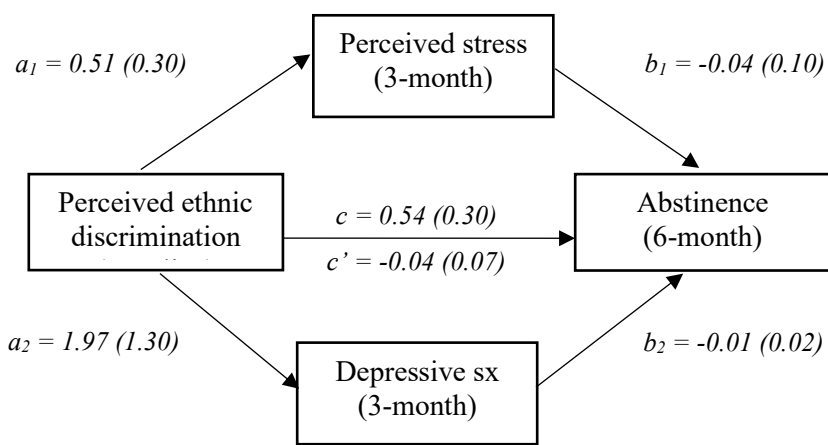 Perceived stress
(3-month)
a1 = 0.51 (0.30)
b1 = -0.04 (0.10)
Perceived ethnic
discrimination
c = 0.54 (0.30)
c’ = -0.04 (0.07)
Abstinence
(6-month)
a2 = 1.97 (1.30)
b2 = -0.01 (0.02)
Depressive sx
(3-month)